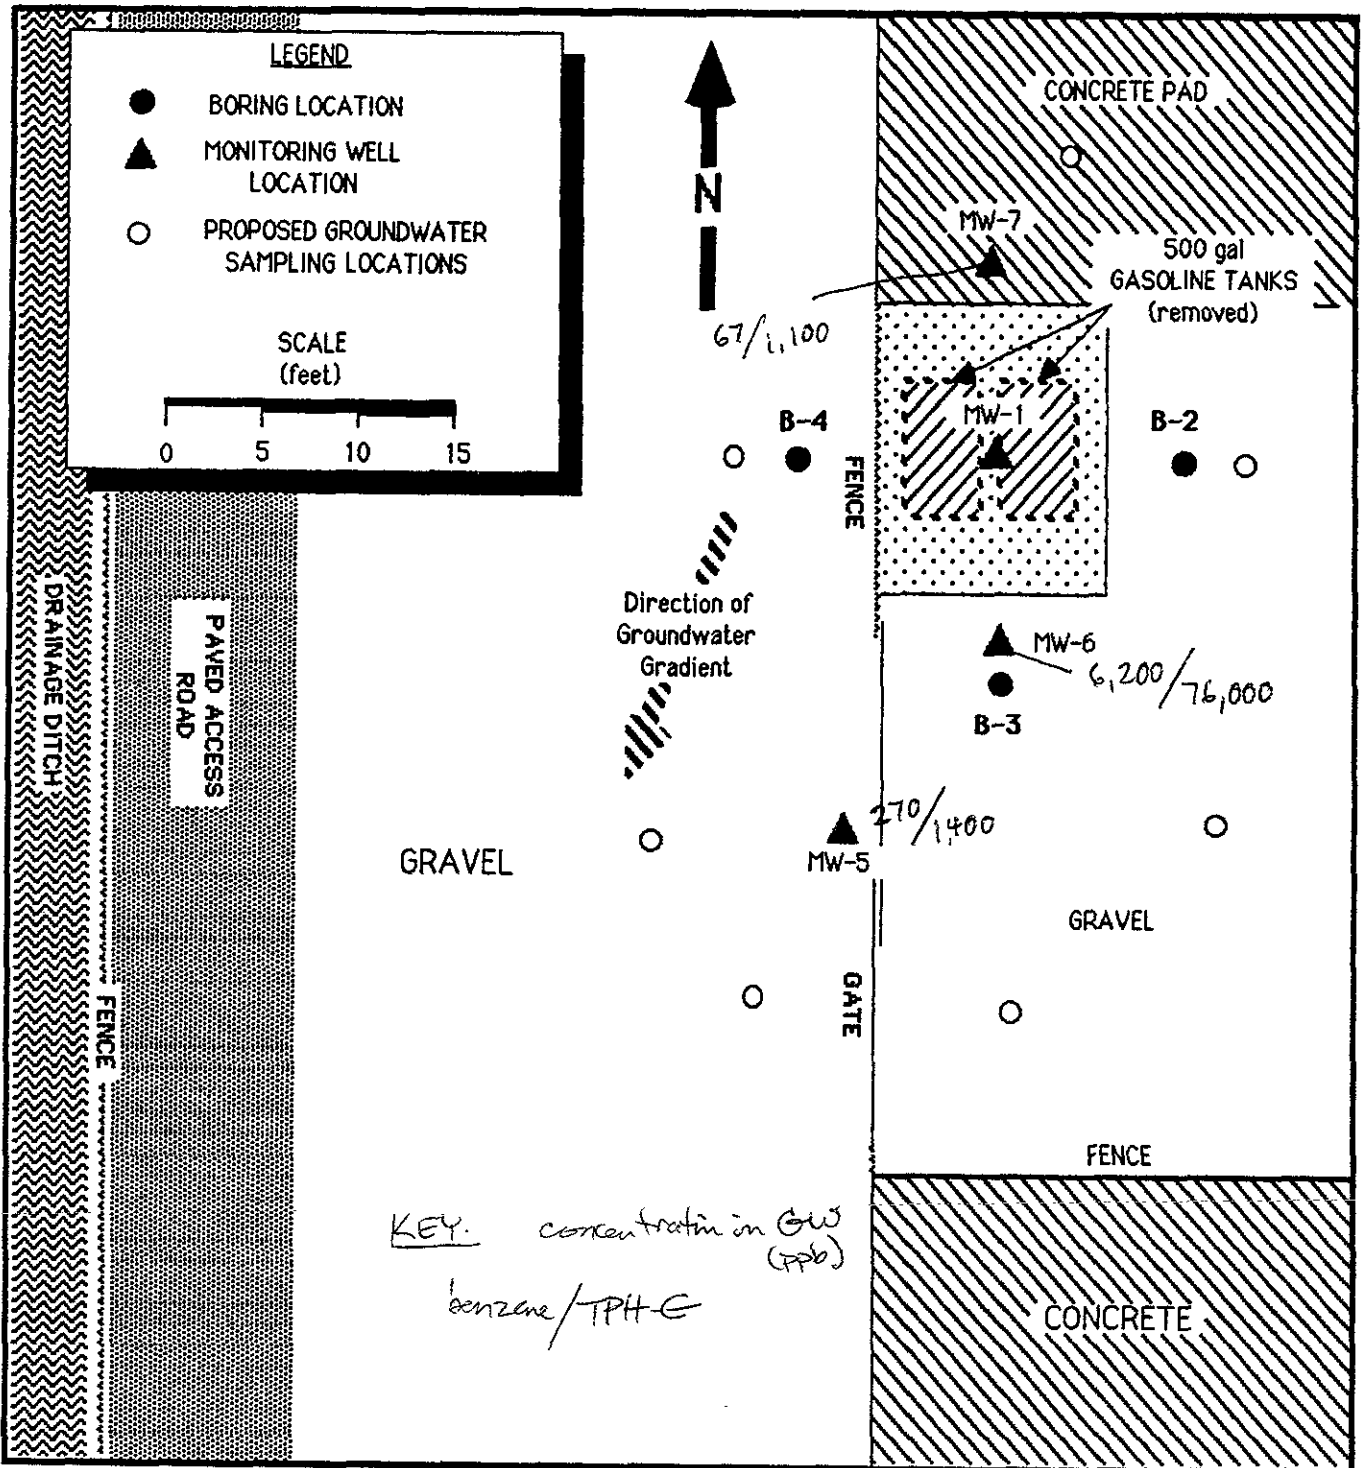 LEGEND
BORING LOCATION
MONITORING WELL
LOCATION
PROPOSED GROUNDWATER
SAMPLING LOCATIONS
SCALE
(feet)
0 5 10 15
N
CONCRETE PAD
MW-7
500 gal
GASOLINE TANKS
(removed)
67/1,100
MW-1
B-4
B-2
FENCE
Direction of
Groundwater
Gradient
MW-6
6,200/76,000
B-3
DRAINAGE DITCH
PAVED ACCESS
ROAD
270/1400
MW-5
GRAVEL
GRAVEL
GATE
FENCE
FENCE
KEY. concentratin in GW
(ppb)
benzene/TPH-G
CONCRETE